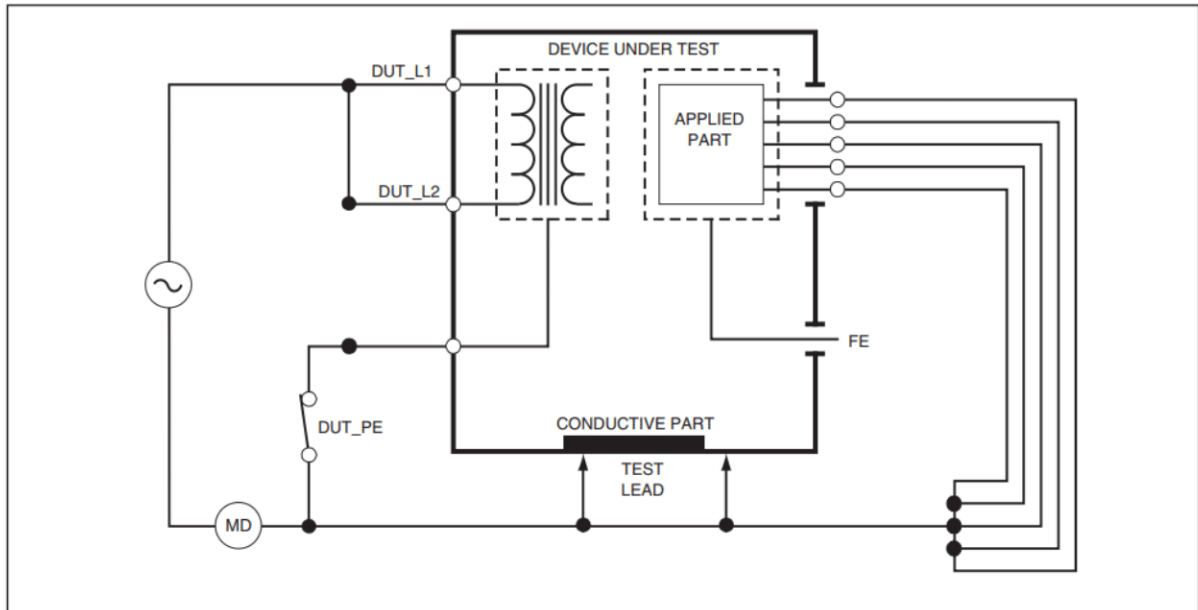 DEVICE UNDER TEST
DUT_L1
APPLIED
PART
DUT_L2
FE
DUT_PE
CONDUCTIVE PART
TEST
LEAD
MD